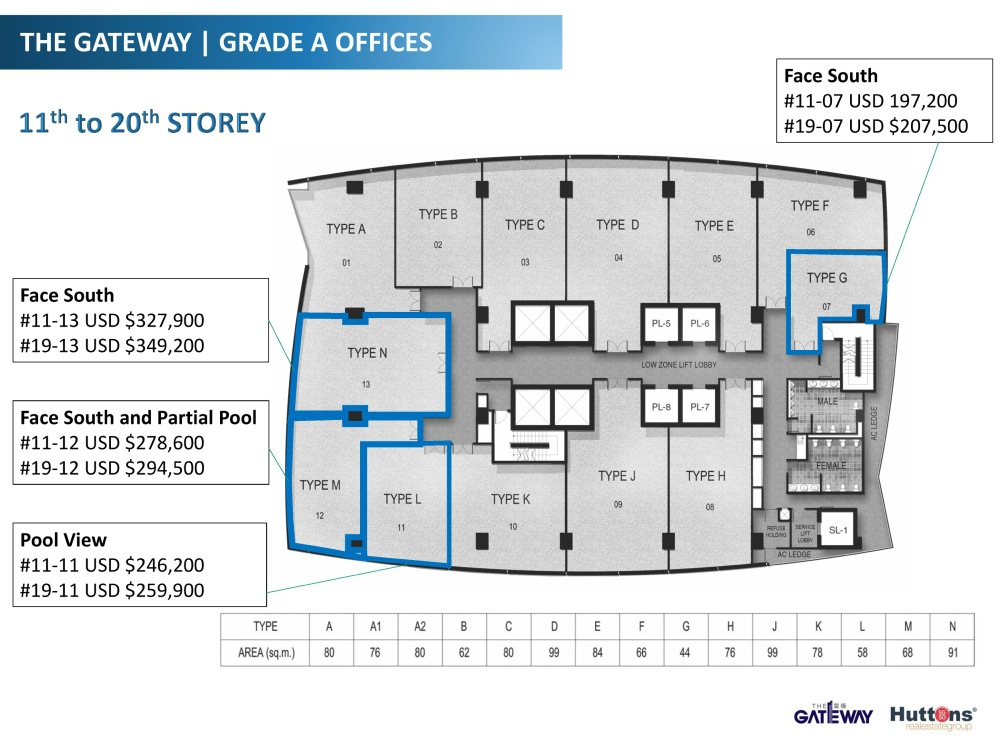 THE GATEWAY | GRADE A OFFICES
11th to 20th STOREY
Face South
#11-07 USD 197,200
#19-07 USD $207,500
Face South
#11-13 USD $327,900
#19-13 USD $349,200
Face South and Partial Pool
#11-12 USD $278,600
#19-12 USD $294,500
Pool View
#11-11 USD $246,200
#19-11 USD $259,900
TYPE A
01
TYPE B
02
TYPE C
03
TYPE D
04
TYPE E
05
TYPE F
06
TYPE G
07
TYPE N
13
PL-5
PL-6
LOW ZONE LIFT LOBBY
PL-8
PL-7
MALE
FEMALE
AC LEDGE
TYPE M
12
TYPE L
11
TYPE K
10
TYPE J
09
TYPE H
08
REFUSE
HOLDING
SERVICE
LIFT
LOBBY
SL-1
AC LEDGE
TYPE A A1 A2 B C D E F G H J K L M N
AREA (sq.m.) 80 76 80 62 80 99 84 66 44 76 99 78 58 68 91
THE 雲樞
GATEWAY
Huttons®
realestategroup